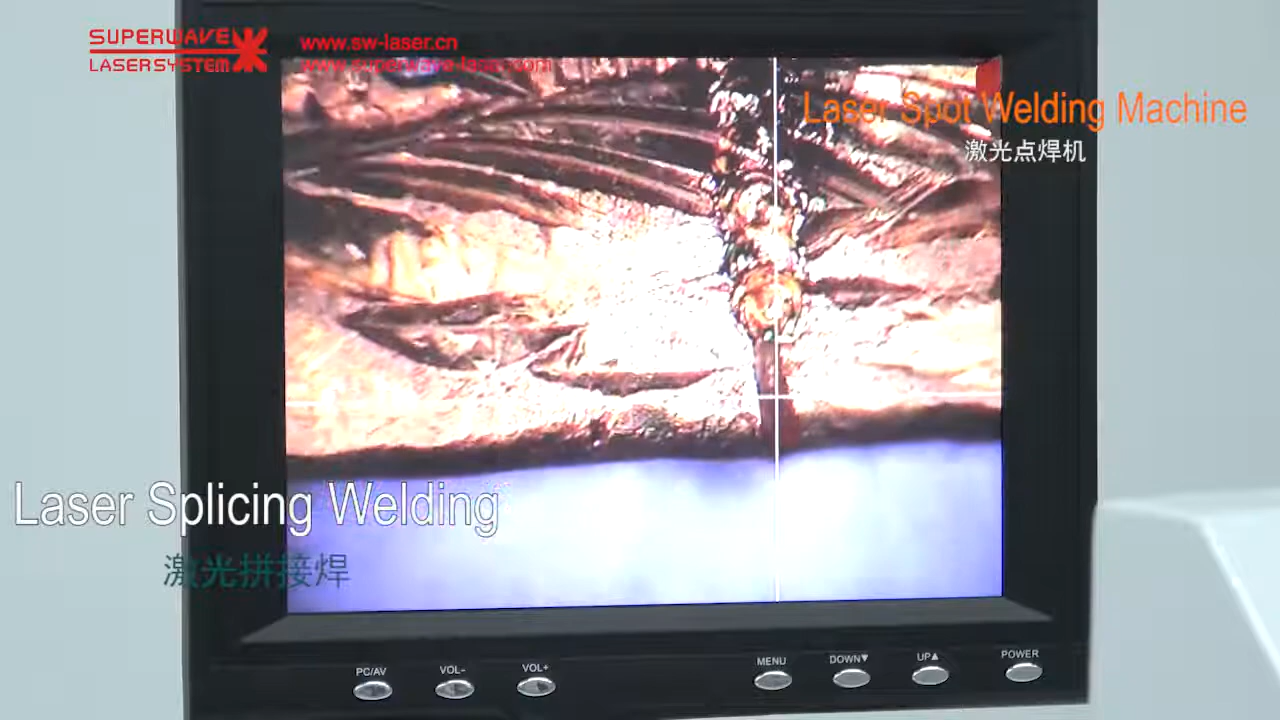 SUPERWAVE
LASERSYSTEM
www.sw-laser.cn
www.superwave-laser.com
Laser Spot Welding Machine
激光点焊机
Laser Splicing Welding
激光拼接焊
PC/AV
VOL-
VOL+
MENU
DOWN▼
UP▲
POWER